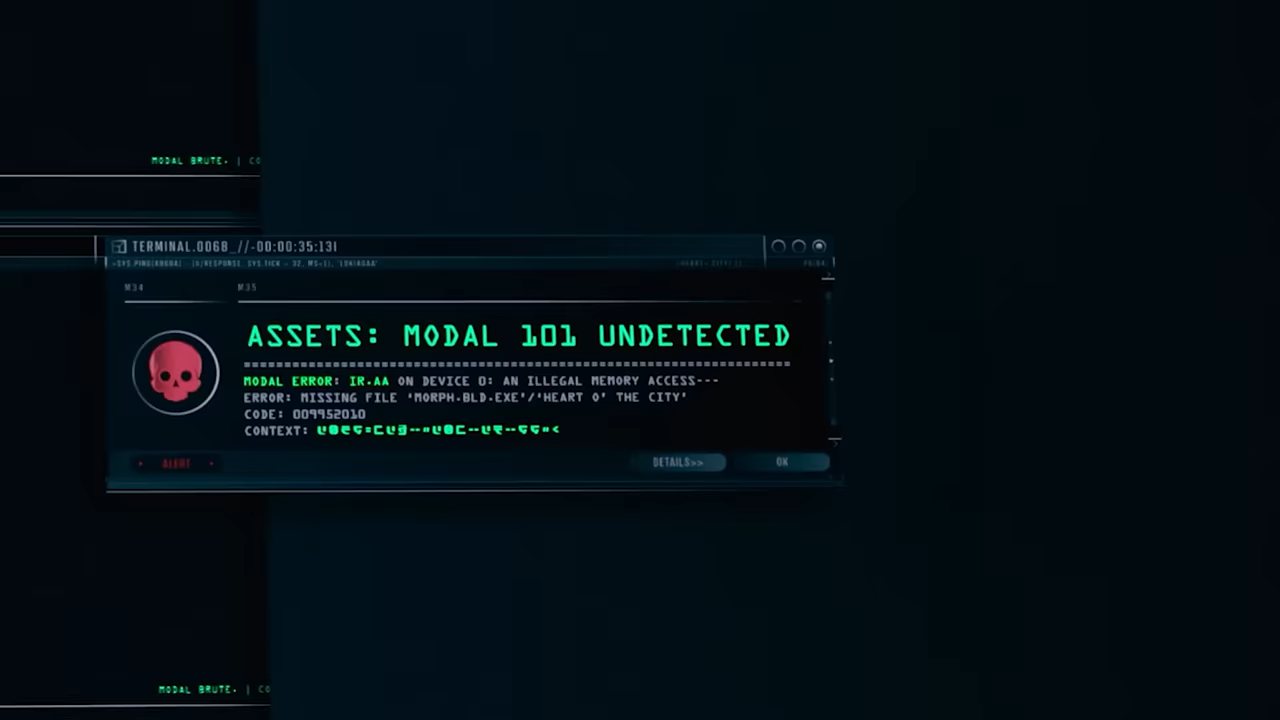 MODAL BRUTE. | CO
TERMINAL.006B_//-00:00:35:13
M34
M35
ASSETS: MODAL 101 UNDETECTED
MODAL ERROR: IR.AA ON DEVICE 0: AN ILLEGAL MEMORY ACCESS---
ERROR: MISSING FILE 'MORPH.BLD.EXE'/'HEART O' THE CITY'
CODE: 009952010
CONTEXT:
ALERT
DETAILS>>
OK
MODAL BRUTE. | CO